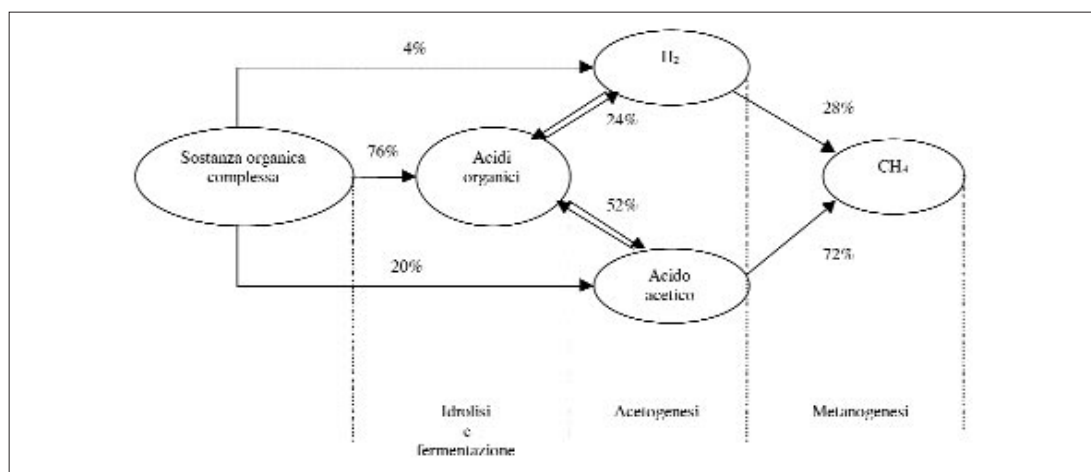 4%
H₂
24%
28%
Sostanza organica
complessa
76%
Acidi
organici
CH₄
52%
20%
Acido
acetico
72%
Idrolisi
e
fermentazione
Acetogenesi
Metanogenesi